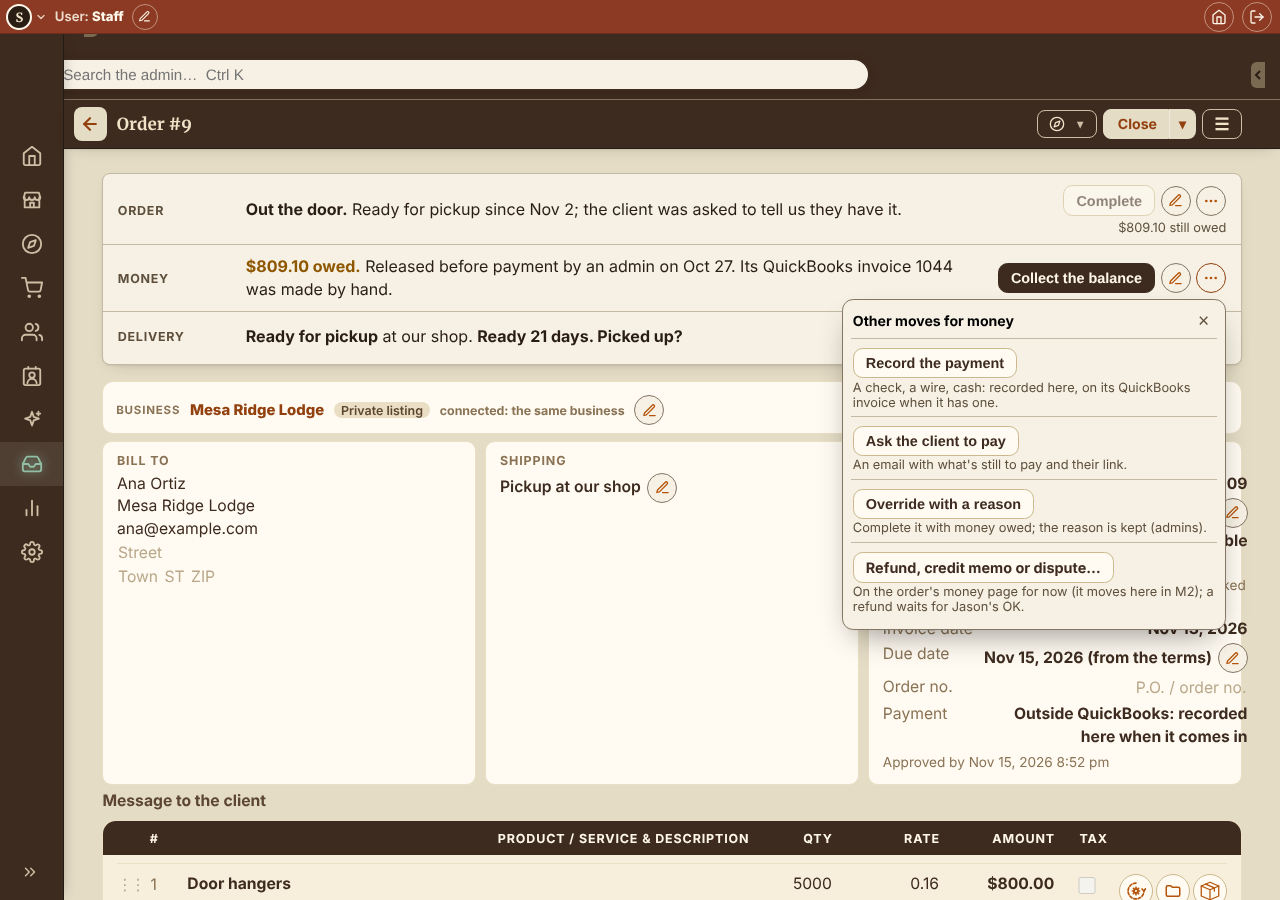 S User: Staff
Search the admin… Ctrl K
Order #9
Close
ORDER
Out the door. Ready for pickup since Nov 2; the client was asked to tell us they have it.
Complete
$809.10 still owed
MONEY
$809.10 owed. Released before payment by an admin on Oct 27. Its QuickBooks invoice 1044
was made by hand.
Collect the balance
DELIVERY
Ready for pickup at our shop. Ready 21 days. Picked up?
Other moves for money
Record the payment
A check, a wire, cash: recorded here, on its QuickBooks
invoice when it has one.
Ask the client to pay
An email with what's still to pay and their link.
Override with a reason
Complete it with money owed; the reason is kept (admins).
Refund, credit memo or dispute…
On the order's money page for now (it moves here in M2); a
refund waits for Jason's OK.
BUSINESS Mesa Ridge Lodge Private listing connected: the same business
BILL TO
Ana Ortiz
Mesa Ridge Lodge
ana@example.com
Street
Town ST ZIP
SHIPPING
Pickup at our shop
09
ble
ked
Invoice date Nov 15, 2026
Due date Nov 15, 2026 (from the terms)
Order no. P.O. / order no.
Payment Outside QuickBooks: recorded
here when it comes in
Approved by Nov 15, 2026 8:52 pm
Message to the client
# PRODUCT / SERVICE & DESCRIPTION QTY RATE AMOUNT TAX
1 Door hangers 5000 0.16 $800.00